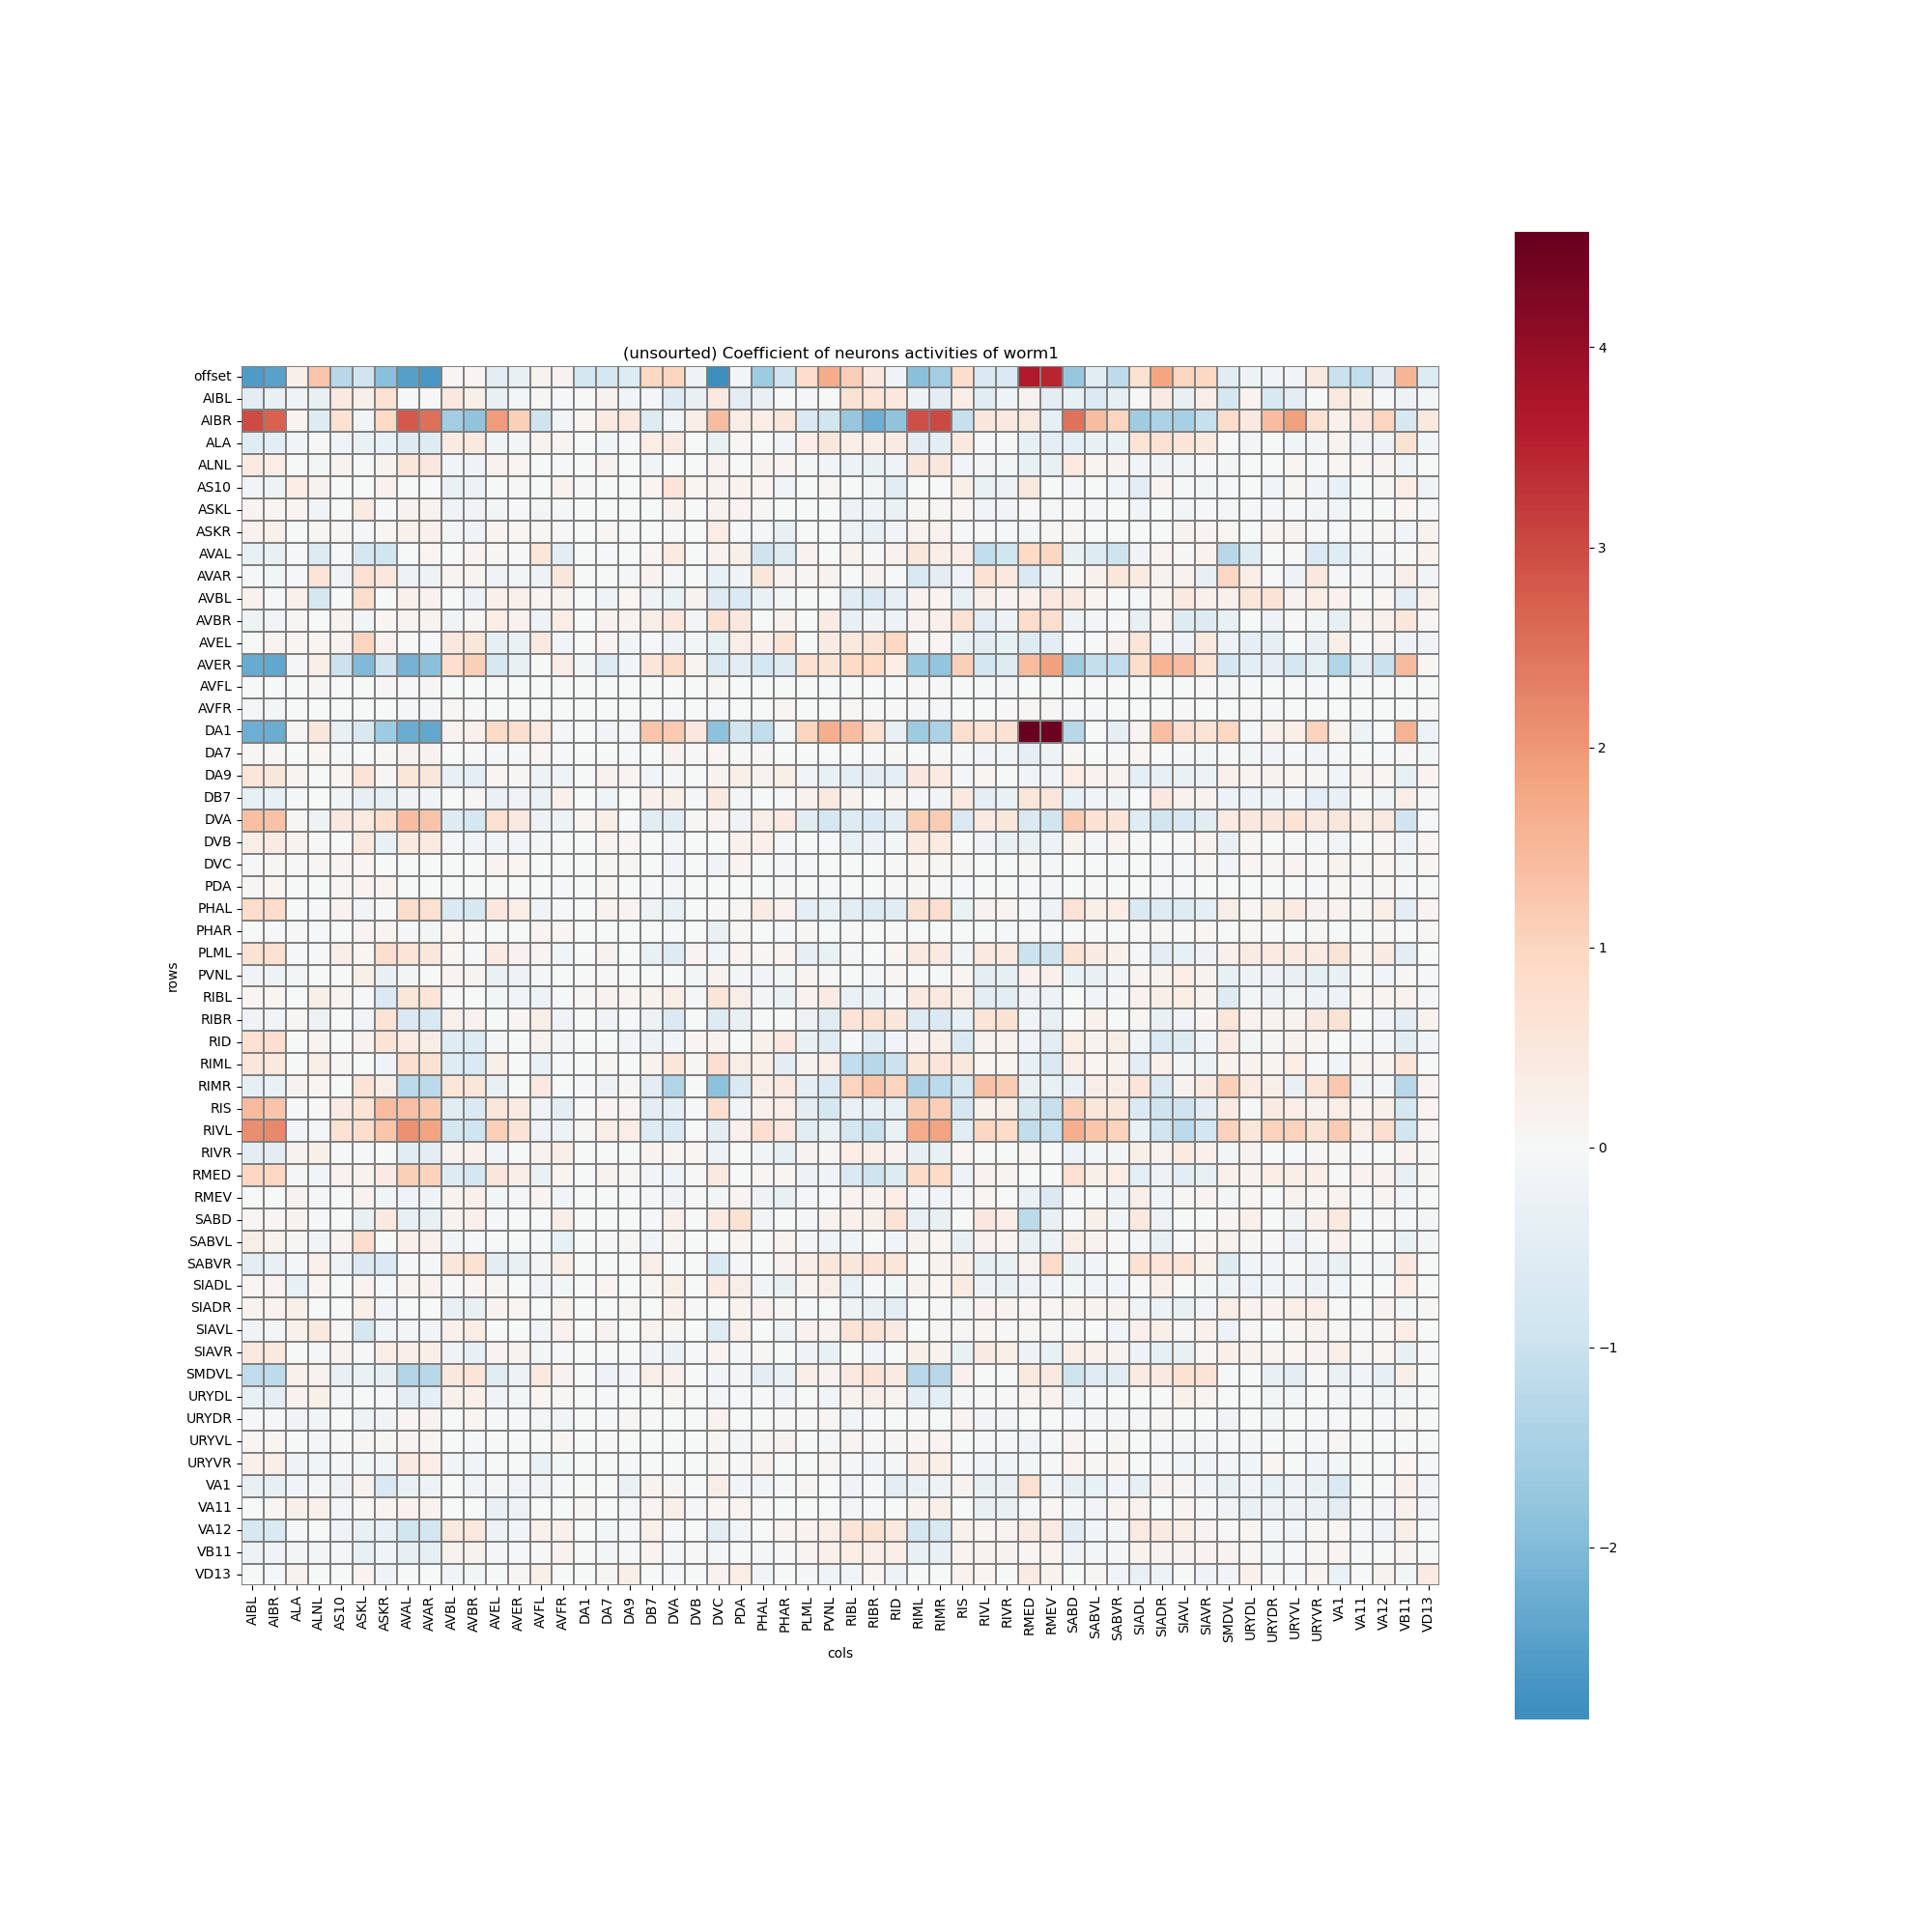 (unsourted) Coefficient of neurons activities of worm1
offset
AIBL
AIBR
ALA
ALNL
AS10
ASKL
ASKR
AVAL
AVAR
AVBL
AVBR
AVEL
AVER
AVFL
AVFR
DA1
DA7
DA9
DB7
DVA
DVB
DVC
PDA
PHAL
PHAR
PLML
PVNL
RIBL
RIBR
RID
RIML
RIMR
RIS
RIVL
RIVR
RMED
RMEV
SABD
SABVL
SABVR
SIADL
SIADR
SIAVL
SIAVR
SMDVL
URYDL
URYDR
URYVL
URYVR
VA1
VA11
VA12
VB11
VD13
rows
AIBL
AIBR
ALA
ALNL
AS10
ASKL
ASKR
AVAL
AVAR
AVBL
AVBR
AVEL
AVER
AVFL
AVFR
DA1
DA7
DA9
DB7
DVA
DVB
DVC
PDA
PHAL
PHAR
PLML
PVNL
RIBL
RIBR
RID
RIML
RIMR
RIS
RIVL
RIVR
RMED
RMEV
SABD
SABVL
SABVR
SIADL
SIADR
SIAVL
SIAVR
SMDVL
URYDL
URYDR
URYVL
URYVR
VA1
VA11
VA12
VB11
VD13
cols
4
3
2
1
0
−1
−2